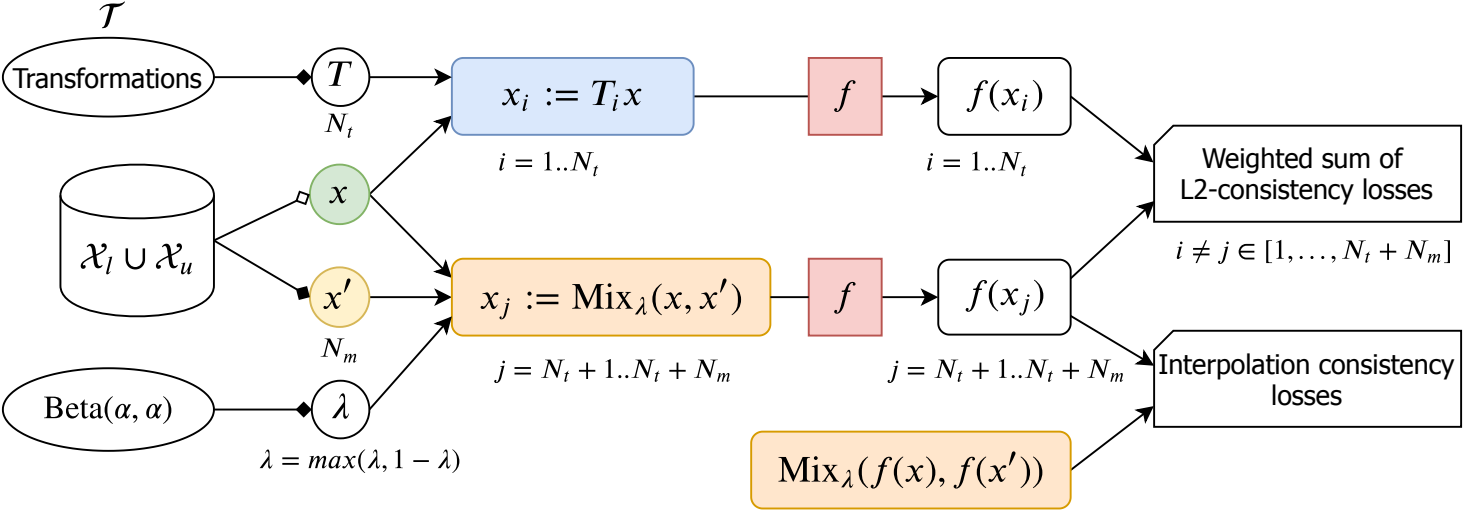 𝒯
Transformations
T
N_t
x_i := T_i x
i = 1..N_t
f
f(x_i)
i = 1..N_t
Weighted sum of
L2-consistency losses
i ≠ j ∈ [1, …, N_t + N_m]
𝒳_l ∪ 𝒳_u
x
x′
N_m
x_j := Mix_λ(x, x′)
j = N_t + 1..N_t + N_m
f
f(x_j)
j = N_t + 1..N_t + N_m
Interpolation consistency
losses
Beta(α, α)
λ
λ = max(λ, 1 − λ)
Mix_λ(f(x), f(x′))